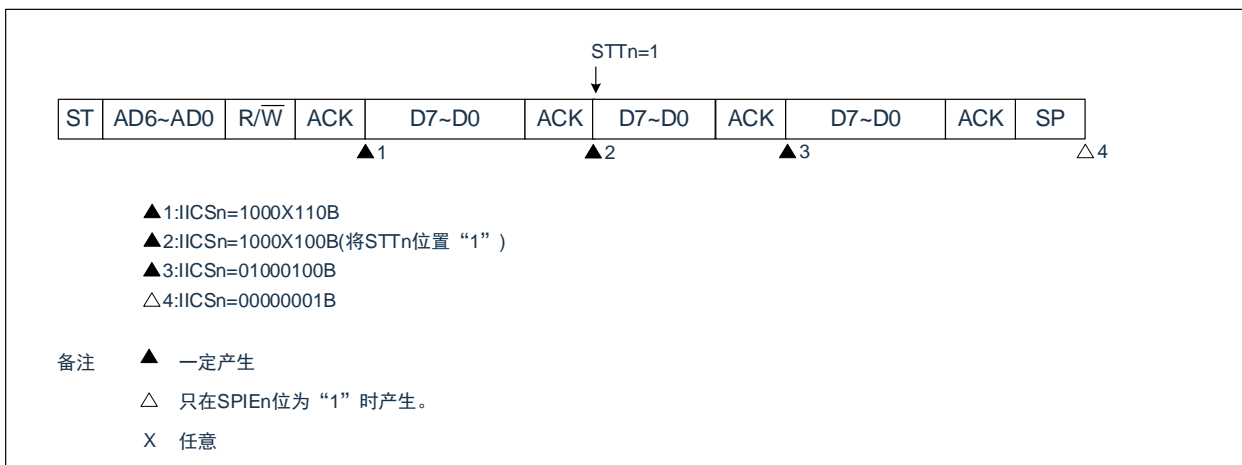 STTn=1
ST AD6~AD0 R/W̅ ACK D7~D0 ACK D7~D0 ACK D7~D0 ACK SP
▲1 ▲2 ▲3 △4
▲1:IICSn=1000X110B
▲2:IICSn=1000X100B(将STTn位置“1”)
▲3:IICSn=01000100B
△4:IICSn=00000001B
备注 ▲ 一定产生
△ 只在SPIEn位为“1”时产生。
X 任意